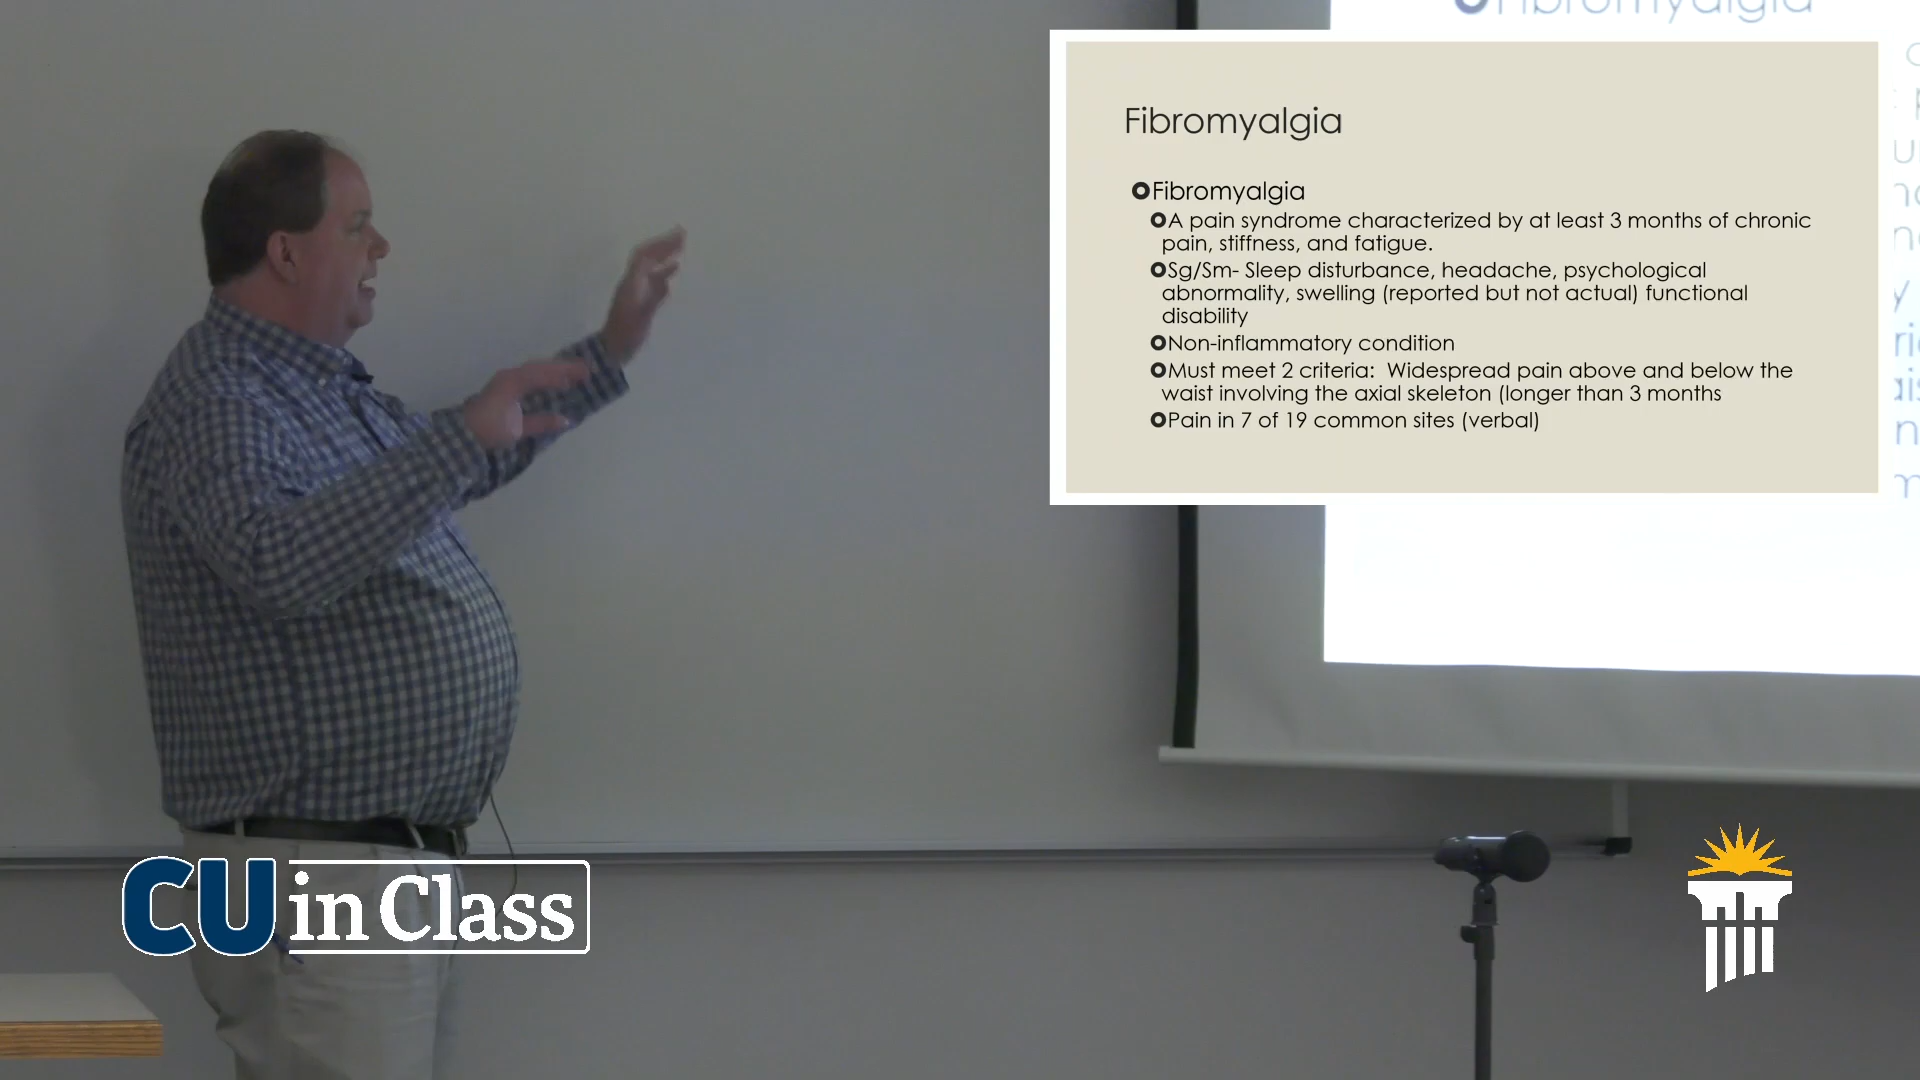 Fibromyalgia
Fibromyalgia
Fibromyalgia
A pain syndrome characterized by at least 3 months of chronic
pain, stiffness, and fatigue.
Sg/Sm- Sleep disturbance, headache, psychological
abnormality, swelling (reported but not actual) functional
disability
Non-inflammatory condition
Must meet 2 criteria:  Widespread pain above and below the
waist involving the axial skeleton (longer than 3 months
Pain in 7 of 19 common sites (verbal)
CU in Class